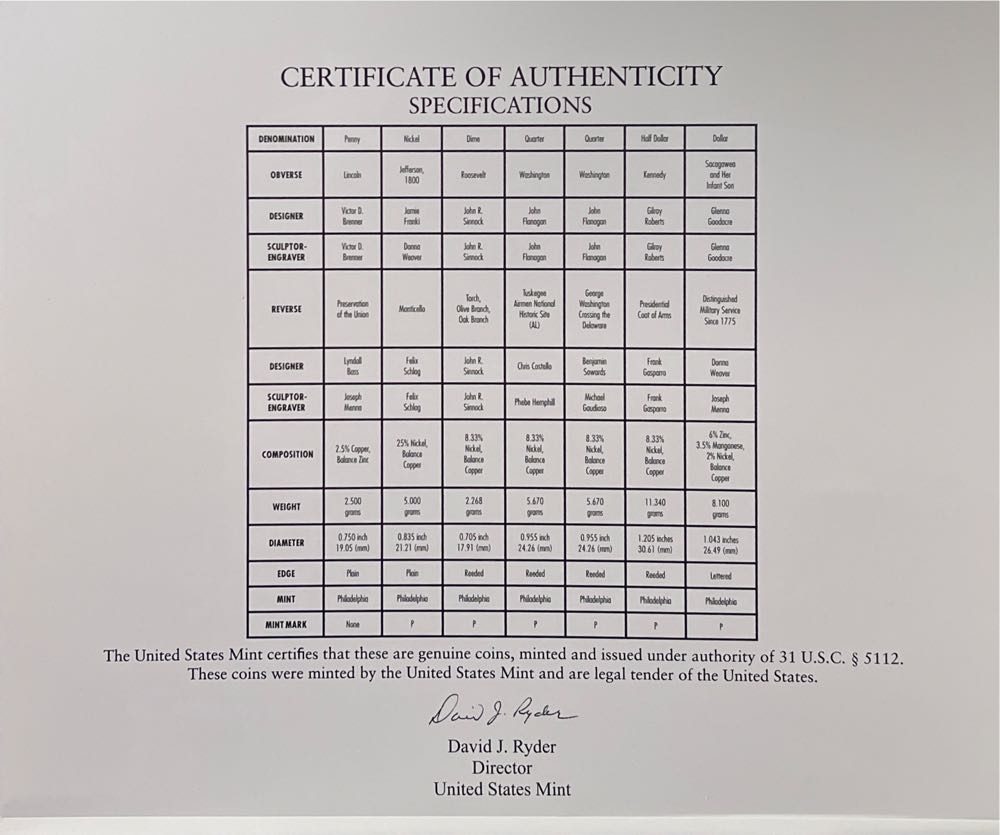 CERTIFICATE OF AUTHENTICITY
SPECIFICATIONS
DENOMINATION Penny Nickel Dime Quarter Quarter Half Dollar Dollar
OBVERSE Lincoln Jefferson, 1800 Roosevelt Washington Washington Kennedy Sacagawea and Her Infant Son
DESIGNER Victor D. Brenner Jamie Franki John R. Sinnock John Flanagan John Flanagan Gilroy Roberts Glenna Goodacre
SCULPTOR-ENGRAVER Victor D. Brenner Donna Weaver John R. Sinnock John Flanagan John Flanagan Gilroy Roberts Glenna Goodacre
REVERSE Preservation of the Union Monticello Torch, Olive Branch, Oak Branch Tuskegee Airmen National Historic Site (AL) George Washington Crossing the Delaware Presidential Coat of Arms Distinguished Military Service Since 1775
DESIGNER Lyndall Bass Felix Schlag John R. Sinnock Chris Costello Benjamin Sowards Frank Gasparro Donna Weaver
SCULPTOR-ENGRAVER Joseph Menna Felix Schlag John R. Sinnock Phebe Hemphill Michael Gaudioso Frank Gasparro Joseph Menna
COMPOSITION 2.5% Copper, Balance Zinc 25% Nickel, Balance Copper 8.33% Nickel, Balance Copper 8.33% Nickel, Balance Copper 8.33% Nickel, Balance Copper 8.33% Nickel, Balance Copper 6% Zinc, 3.5% Manganese, 2% Nickel, Balance Copper
WEIGHT 2.500 grams 5.000 grams 2.268 grams 5.670 grams 5.670 grams 11.340 grams 8.100 grams
DIAMETER 0.750 inch 19.05 (mm) 0.835 inch 21.21 (mm) 0.705 inch 17.91 (mm) 0.955 inch 24.26 (mm) 0.955 inch 24.26 (mm) 1.205 inches 30.61 (mm) 1.043 inches 26.49 (mm)
EDGE Plain Plain Reeded Reeded Reeded Reeded Lettered
MINT Philadelphia Philadelphia Philadelphia Philadelphia Philadelphia Philadelphia Philadelphia
MINT MARK None P P P P P P
The United States Mint certifies that these are genuine coins, minted and issued under authority of 31 U.S.C. § 5112.
These coins were minted by the United States Mint and are legal tender of the United States.
David J. Ryder
David J. Ryder
Director
United States Mint